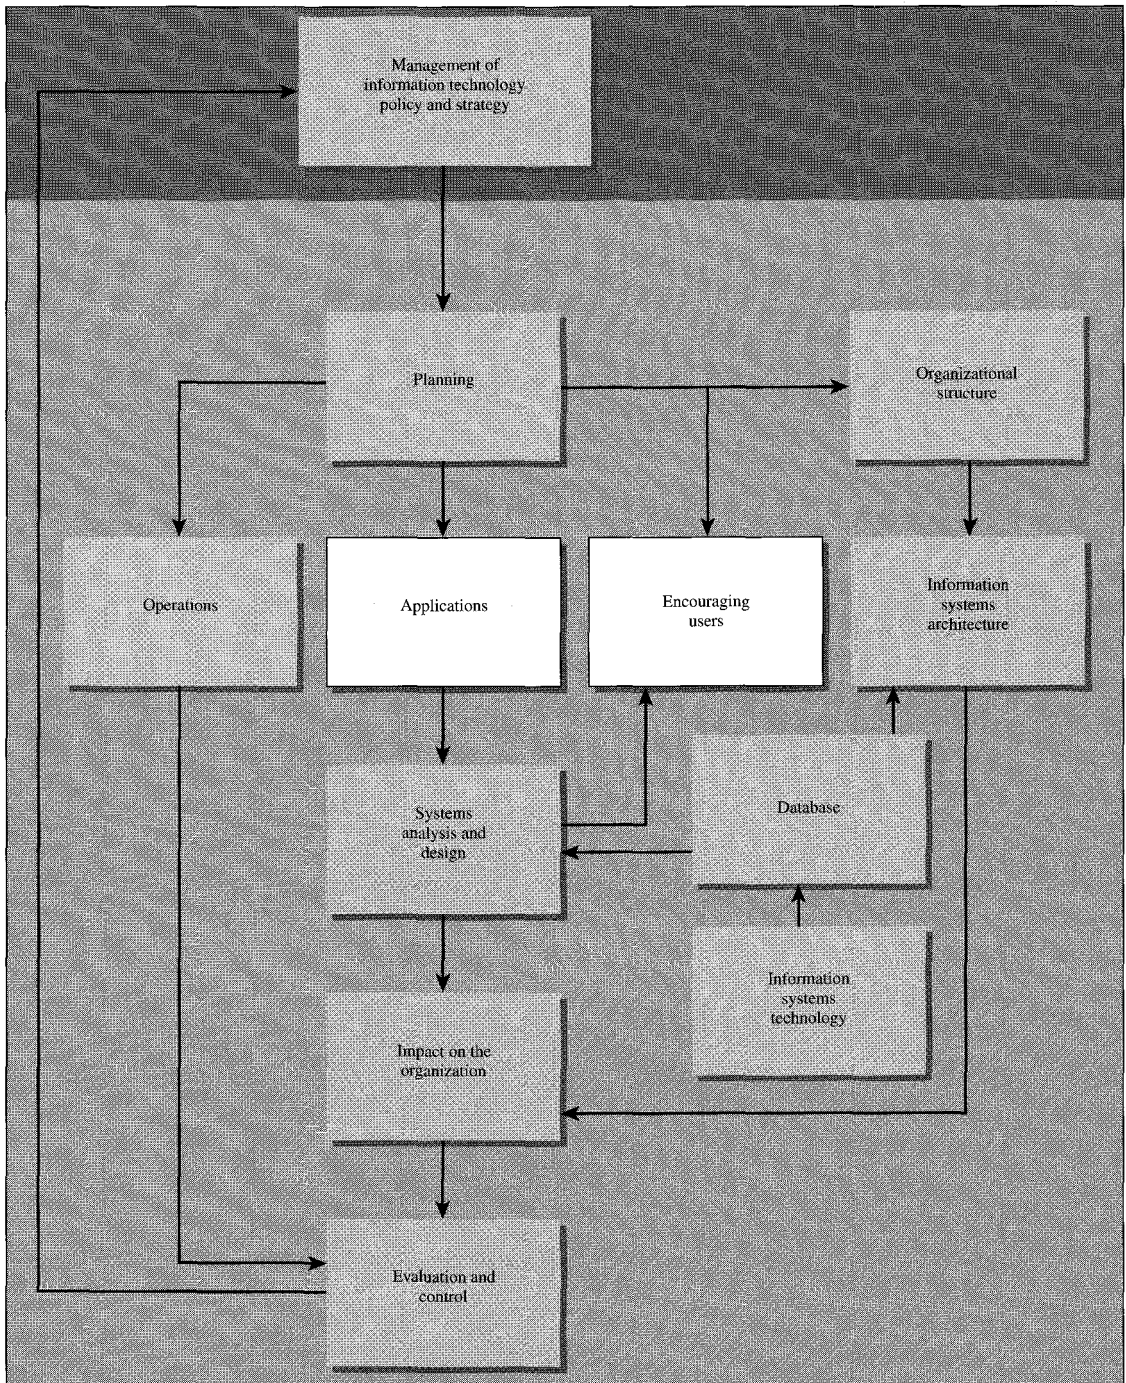 Management of
information technology
policy and strategy
Planning
Organizational
structure
Operations
Applications
Encouraging
users
Information
systems
architecture
Systems
analysis and
design
Database
Information
systems
technology
Impact on the
organization
Evaluation and
control